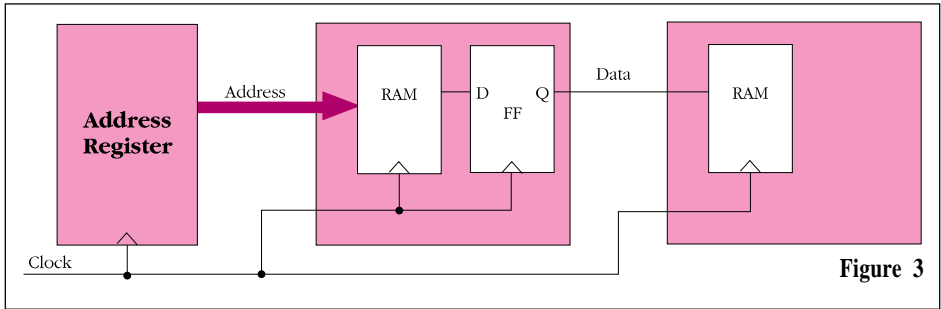 Address
Register
Address
RAM
D
Q
FF
Data
RAM
Clock
Figure 3